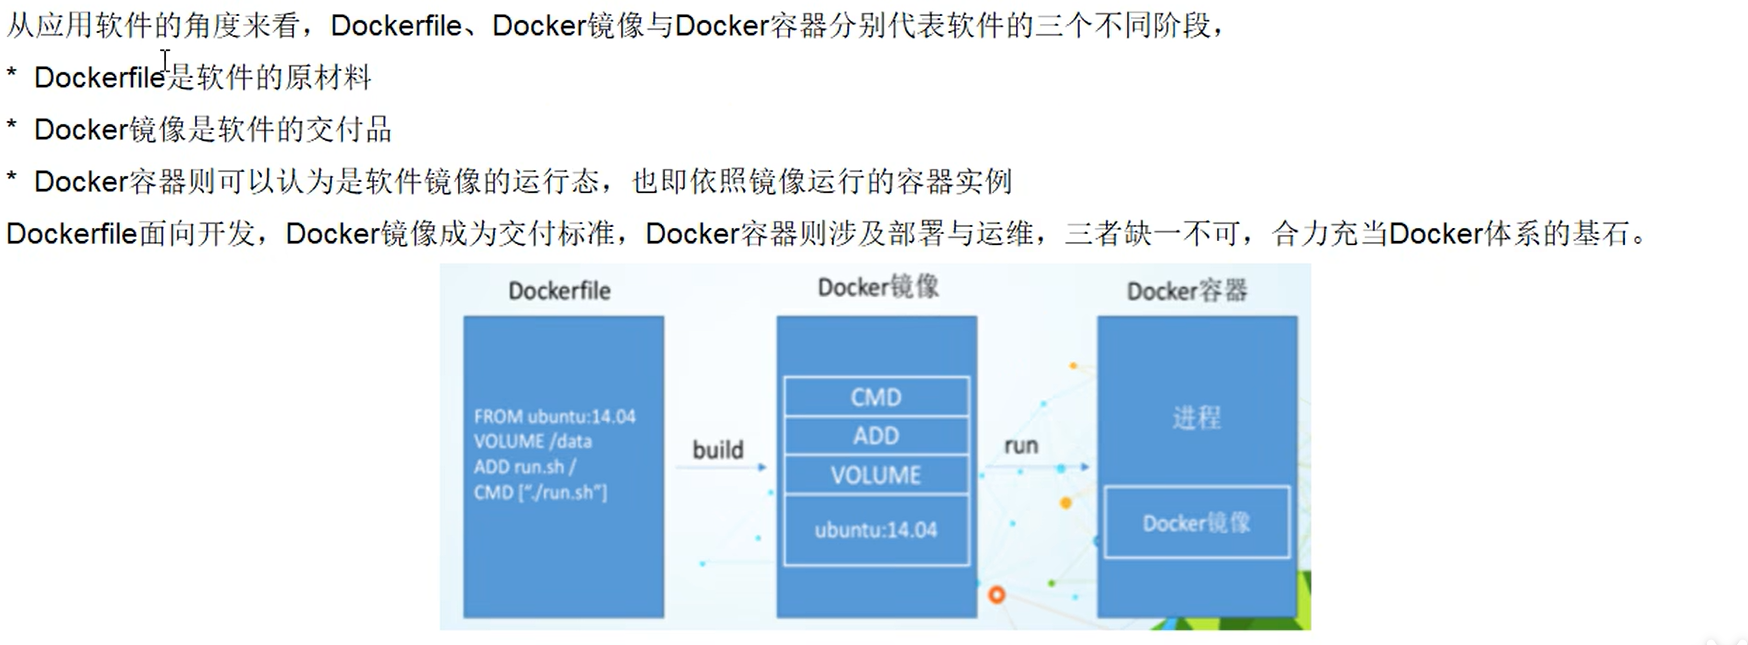 从应用软件的角度来看，Dockerfile、Docker镜像与Docker容器分别代表软件的三个不同阶段，
* Dockerfile是软件的原材料
* Docker镜像是软件的交付品
* Docker容器则可以认为是软件镜像的运行态，也即依照镜像运行的容器实例
Dockerfile面向开发，Docker镜像成为交付标准，Docker容器则涉及部署与运维，三者缺一不可，合力充当Docker体系的基石。
Dockerfile
FROM ubuntu:14.04
VOLUME /data
ADD run.sh /
CMD ["./run.sh"]
build
Docker镜像
CMD
ADD
VOLUME
ubuntu:14.04
run
Docker容器
进程
Docker镜像